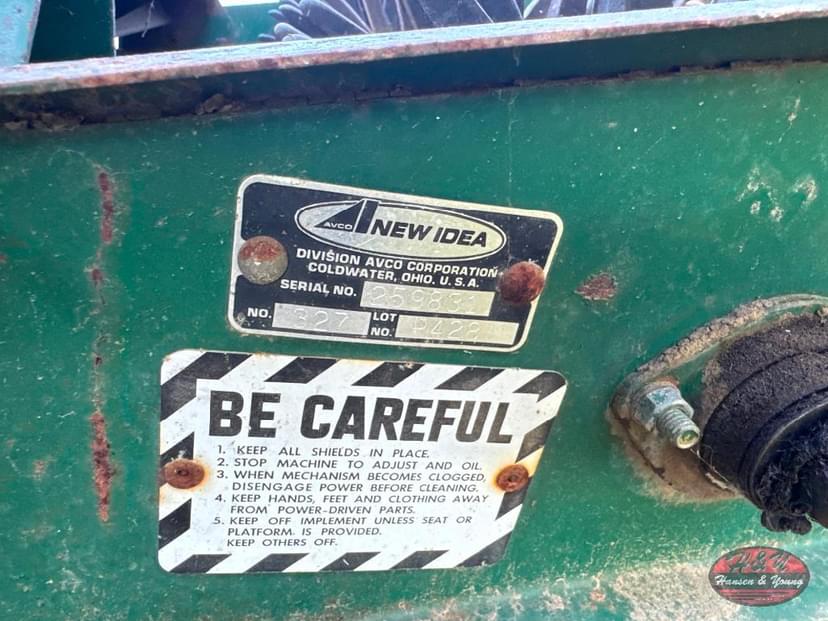 AVCO NEW IDEA
DIVISION AVCO CORPORATION
COLDWATER, OHIO, U.S.A.
SERIAL NO. 259831
NO. 327 LOT NO. P422
BE CAREFUL
1. KEEP ALL SHIELDS IN PLACE.
2. STOP MACHINE TO ADJUST AND OIL.
3. WHEN MECHANISM BECOMES CLOGGED,
DISENGAGE POWER BEFORE CLEANING.
4. KEEP HANDS, FEET AND CLOTHING AWAY
FROM POWER-DRIVEN PARTS.
5. KEEP OFF IMPLEMENT UNLESS SEAT OR
PLATFORM IS PROVIDED.
KEEP OTHERS OFF.
H&Y
Hansen & Young